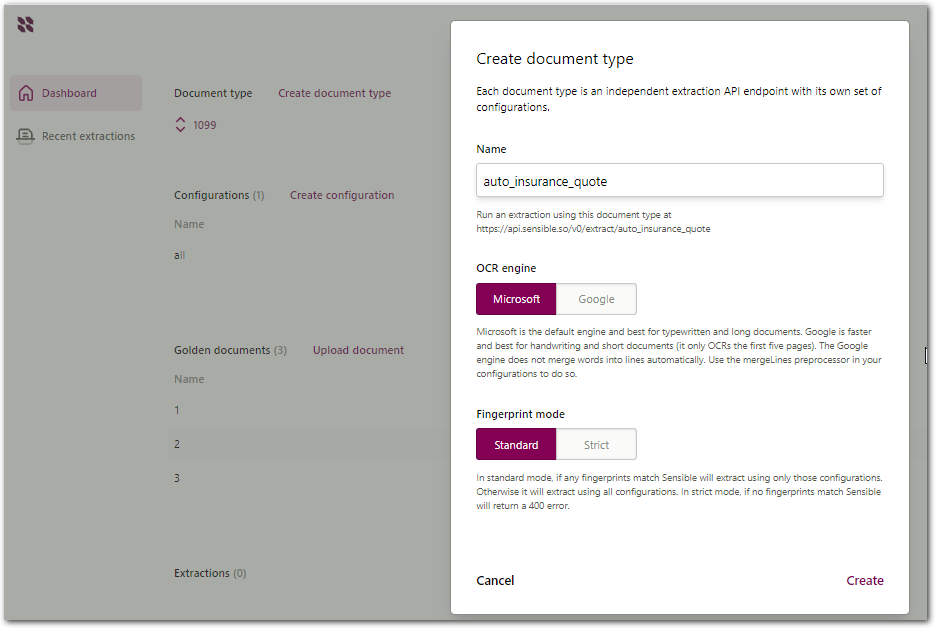 Dashboard
Recent extractions
Document type Create document type
1099
Configurations (1) Create configuration
Name
all
Golden documents (3) Upload document
Name
1
2
3
Extractions (0)
Create document type
Each document type is an independent extraction API endpoint with its own set of
configurations.
Name
auto_insurance_quote
Run an extraction using this document type at
https://api.sensible.so/v0/extract/auto_insurance_quote
OCR engine
Microsoft Google
Microsoft is the default engine and best for typewritten and long documents. Google is faster
and best for handwriting and short documents (it only OCRs the first five pages). The Google
engine does not merge words into lines automatically. Use the mergeLines preprocessor in your
configurations to do so.
Fingerprint mode
Standard Strict
In standard mode, if any fingerprints match Sensible will extract using only those configurations.
Otherwise it will extract using all configurations. In strict mode, if no fingerprints match Sensible
will return a 400 error.
Cancel Create